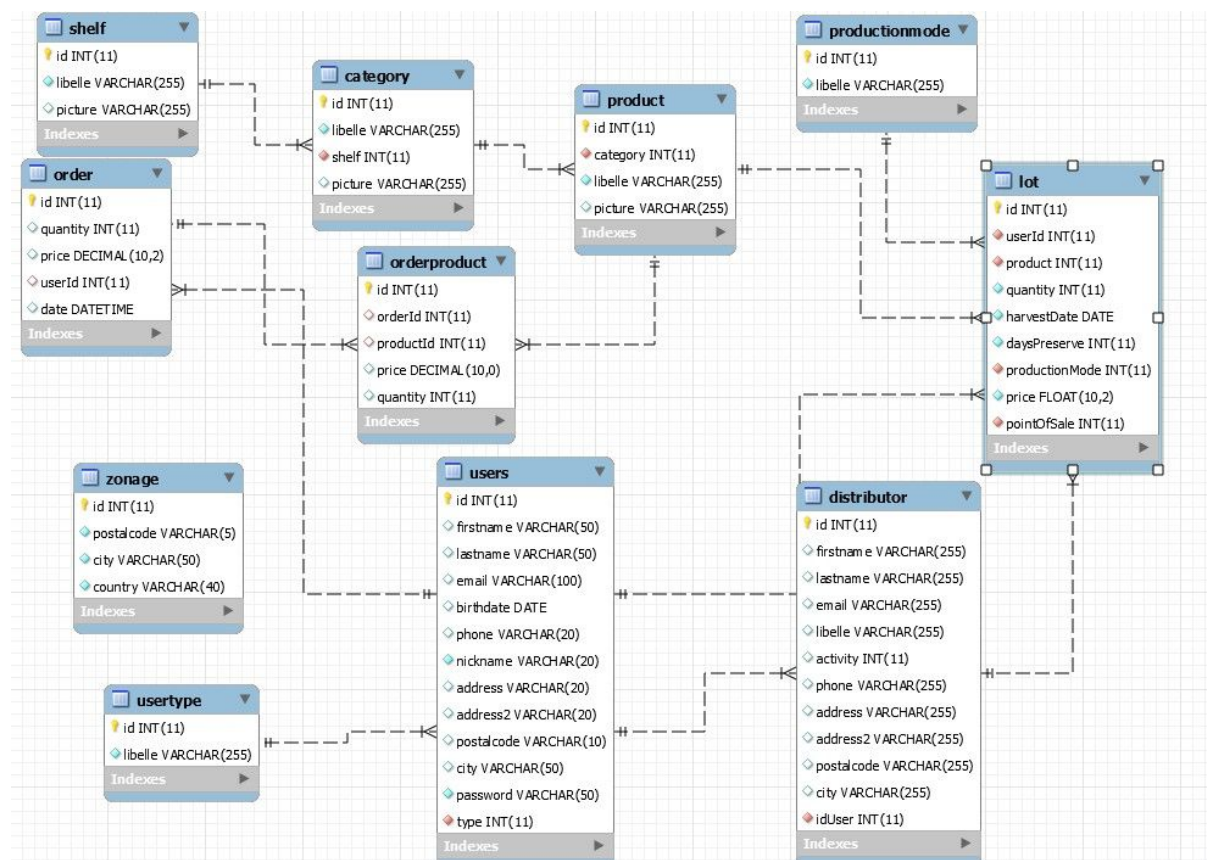 shelf
id INT(11)
libelle VARCHAR(255)
picture VARCHAR(255)
Indexes
category
id INT(11)
libelle VARCHAR(255)
shelf INT(11)
picture VARCHAR(255)
Indexes
product
id INT(11)
category INT(11)
libelle VARCHAR(255)
picture VARCHAR(255)
Indexes
productionmode
id INT(11)
libelle VARCHAR(255)
Indexes
order
id INT(11)
quantity INT(11)
price DECIMAL(10,2)
userId INT(11)
date DATETIME
Indexes
orderproduct
id INT(11)
orderId INT(11)
productId INT(11)
price DECIMAL(10,0)
quantity INT(11)
Indexes
lot
id INT(11)
userId INT(11)
product INT(11)
quantity INT(11)
harvestDate DATE
daysPreserve INT(11)
productionMode INT(11)
price FLOAT(10,2)
pointOfSale INT(11)
Indexes
zonage
id INT(11)
postalcode VARCHAR(5)
city VARCHAR(50)
country VARCHAR(40)
Indexes
users
id INT(11)
firstname VARCHAR(50)
lastname VARCHAR(50)
email VARCHAR(100)
birthdate DATE
phone VARCHAR(20)
nickname VARCHAR(20)
address VARCHAR(20)
address2 VARCHAR(20)
postalcode VARCHAR(10)
city VARCHAR(50)
password VARCHAR(50)
type INT(11)
Indexes
distributor
id INT(11)
firstname VARCHAR(255)
lastname VARCHAR(255)
email VARCHAR(255)
libelle VARCHAR(255)
activity INT(11)
phone VARCHAR(255)
address VARCHAR(255)
address2 VARCHAR(255)
postalcode VARCHAR(255)
city VARCHAR(255)
idUser INT(11)
Indexes
usertype
id INT(11)
libelle VARCHAR(255)
Indexes